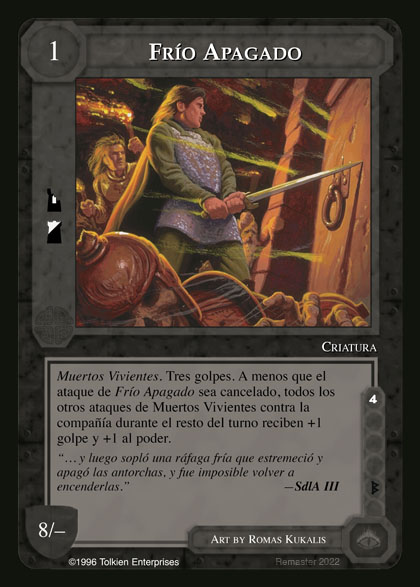 1
FRÍO APAGADO
CRIATURA
Muertos Vivientes. Tres golpes. A menos que el
ataque de Frío Apagado sea cancelado, todos los
otros ataques de Muertos Vivientes contra la
compañía durante el resto del turno reciben +1
golpe y +1 al poder.
4
“… y luego sopló una ráfaga fría que estremeció y
apagó las antorchas, y fue imposible volver a
encenderlas.” —SdlA III
8/–
ART BY ROMAS KUKALIS
©1996 Tolkien Enterprises
Remaster 2022